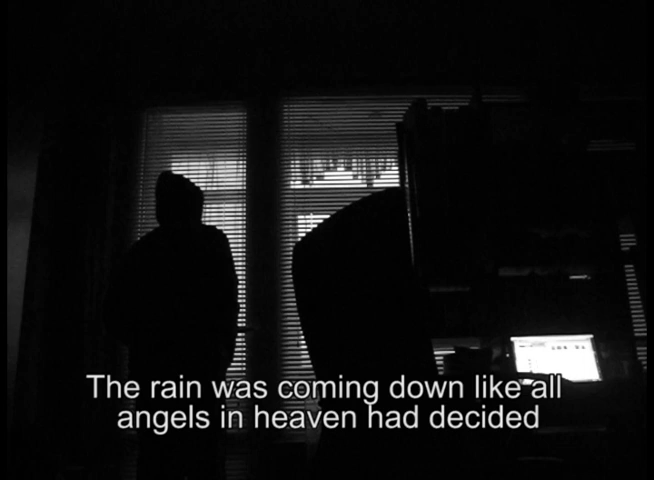 The rain was coming down like all
angels in heaven had decided